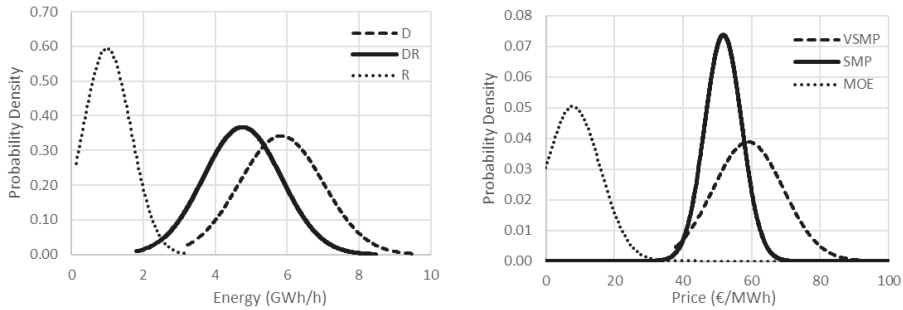 0.70
0.60
0.50
0.40
0.30
0.20
0.10
0.00
Probability Density
0 2 4 6 8 10
Energy (GWh/h)
D
DR
R
0.08
0.07
0.06
0.05
0.04
0.03
0.02
0.01
0.00
Probability Density
0 20 40 60 80 100
Price (€/MWh)
VSMP
SMP
MOE